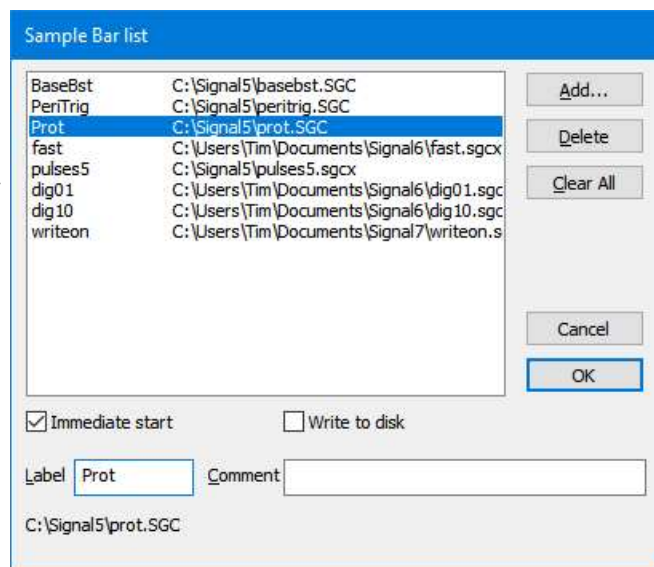 Sample Bar list
BaseBst C:\Signal5\basebst.SGC
PeriTrig C:\Signal5\peritrig.SGC
Prot C:\Signal5\prot.SGC
fast C:\Users\Tim\Documents\Signal6\fast.sgcx
pulses5 C:\Signal5\pulses5.sgcx
dig01 C:\Users\Tim\Documents\Signal6\dig01.sgc
dig10 C:\Users\Tim\Documents\Signal6\dig10.sgc
writeon C:\Users\Tim\Documents\Signal7\writeon.s
Add...
Delete
Clear All
Cancel
OK
Immediate start Write to disk
Label Prot Comment
C:\Signal5\prot.SGC